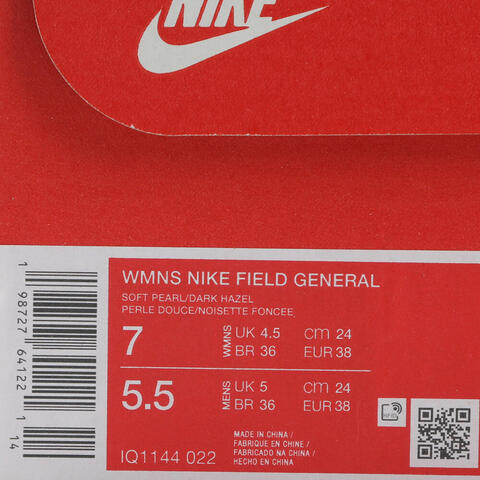 NIKE
WMNS NIKE FIELD GENERAL
SOFT PEARL/DARK HAZEL
PERLE DOUCE/NOISETTE FONCEE
7 WMNS UK 4.5 cm 24
BR 36 EUR 38
5.5 MENS UK 5 cm 24
BR 36 EUR 38
MADE IN CHINA /
FABRIQUE EN CHINE /
FABRICADO NA CHINA /
HECHO EN CHINA
IQ1144 022
1 98727 64122 1 14